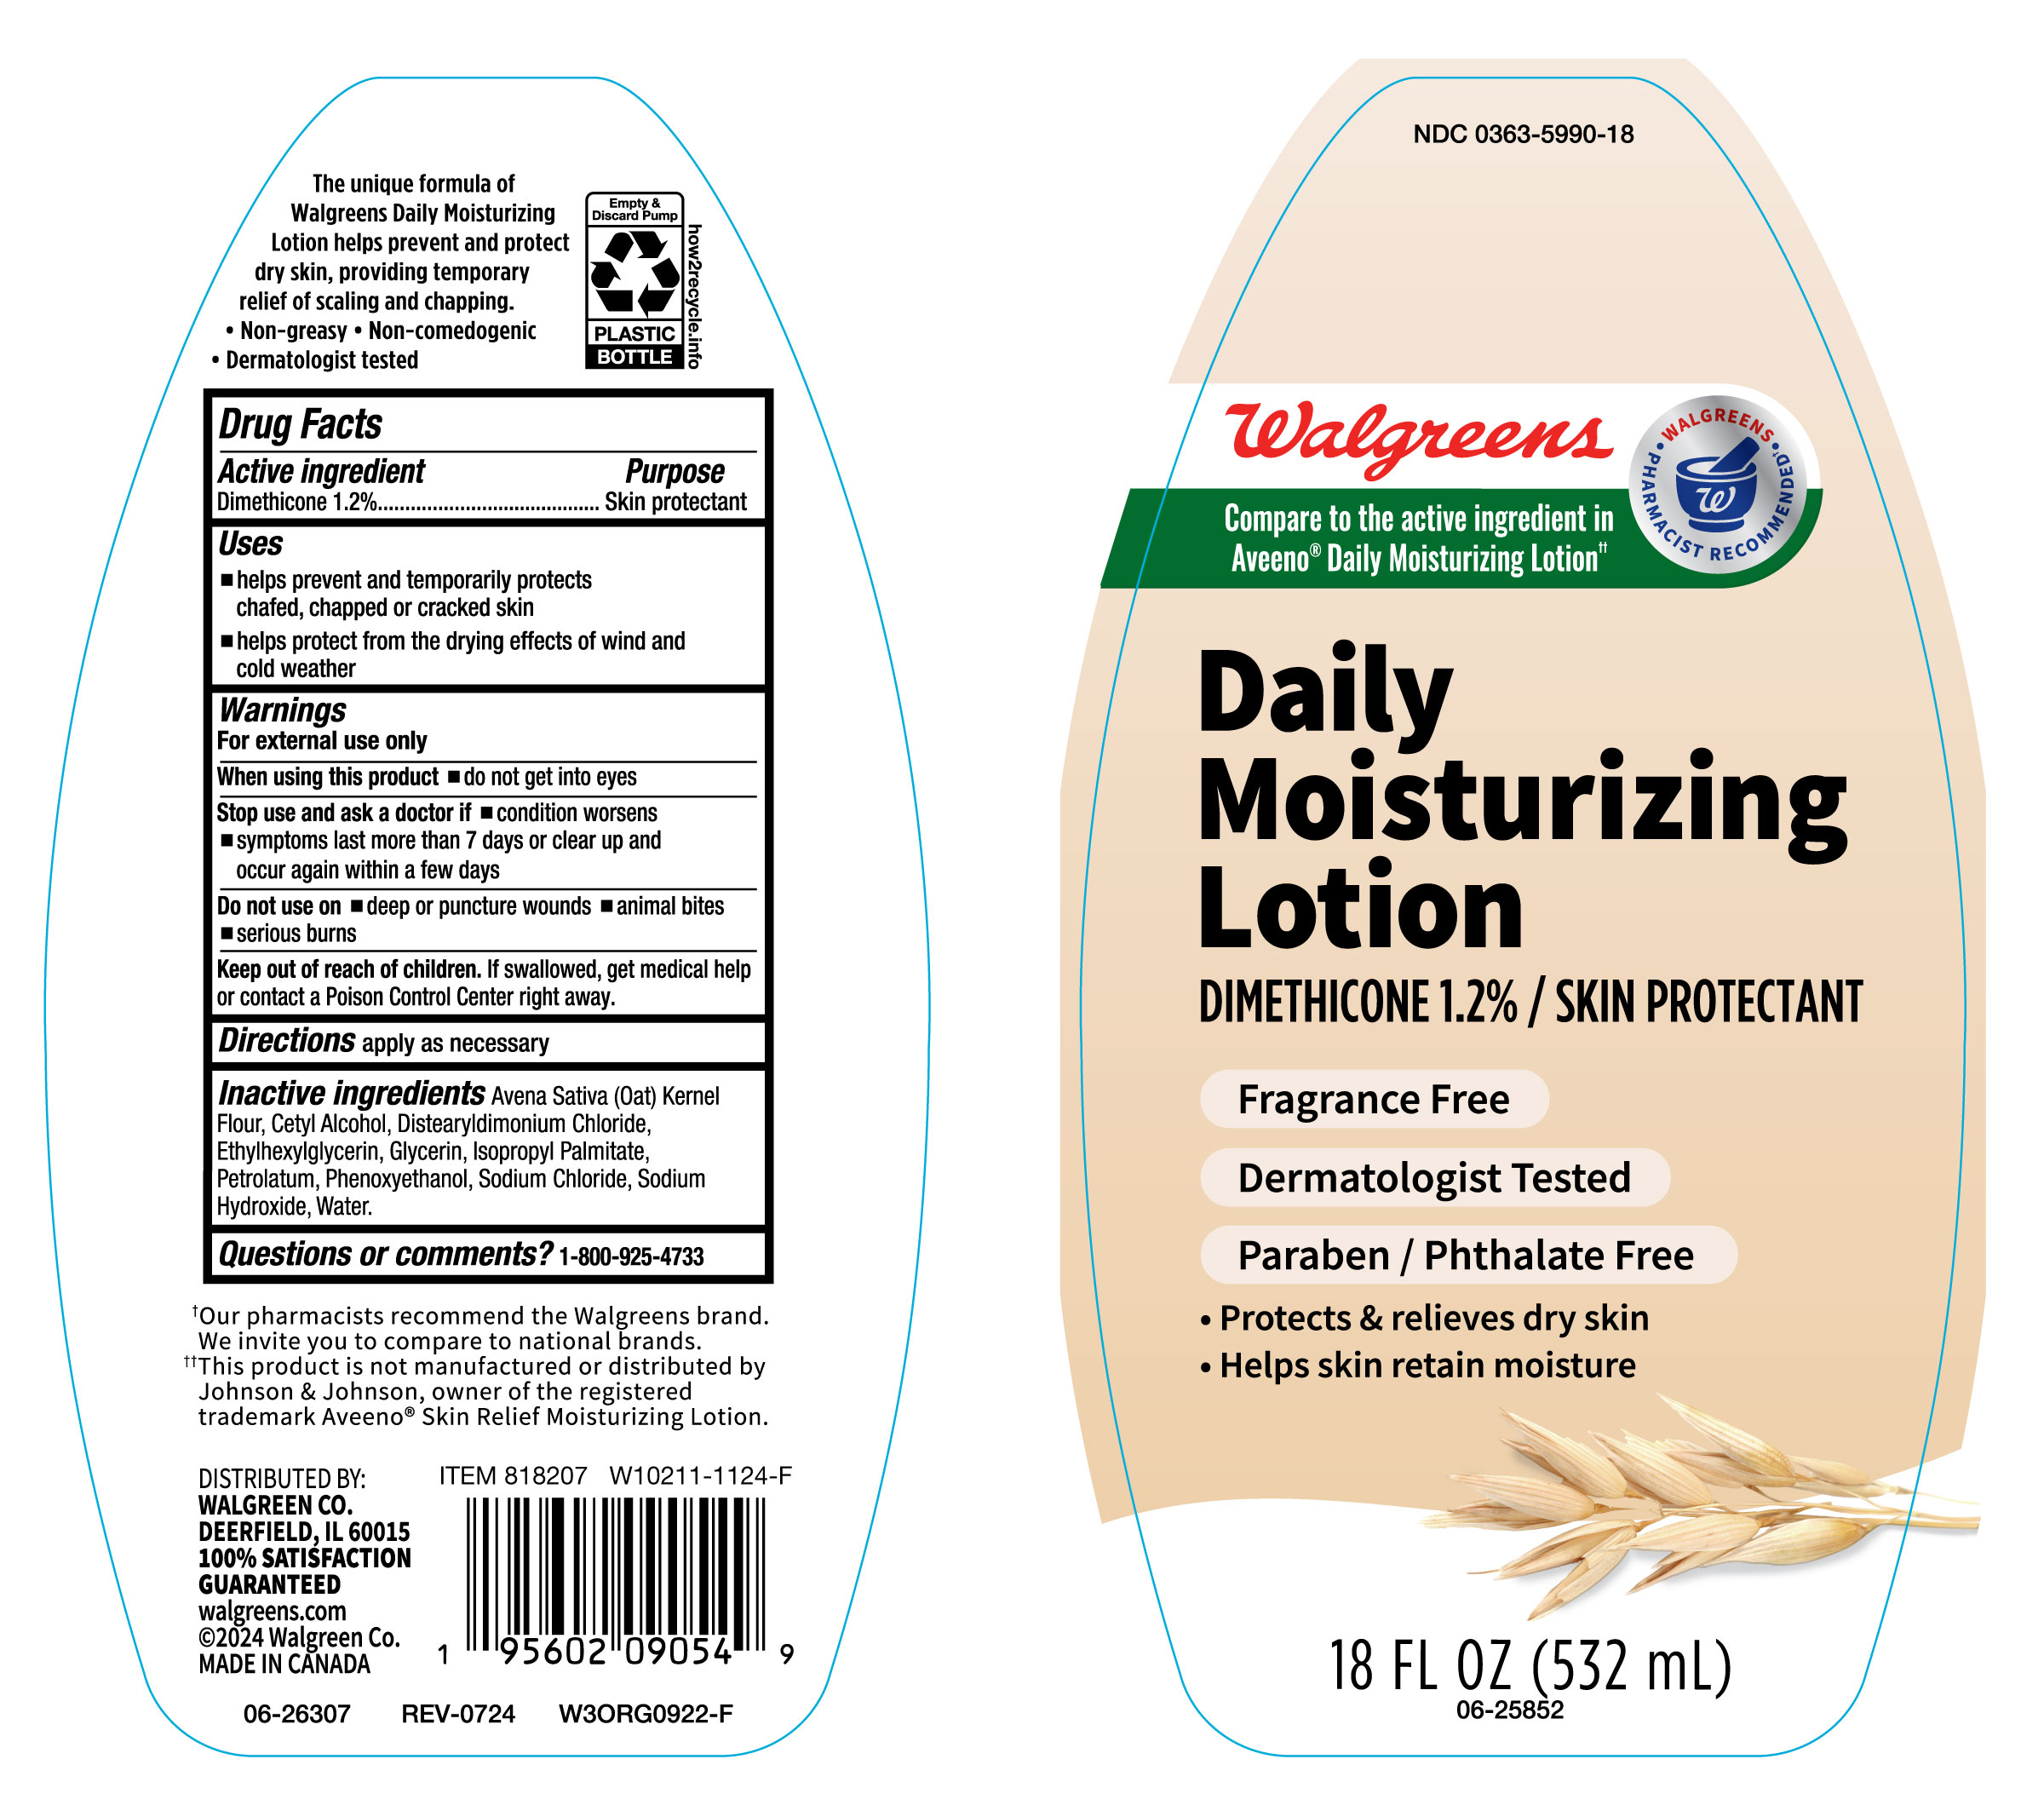 The unique formula of
Walgreens Daily Moisturizing
Lotion helps prevent and protect
dry skin, providing temporary
relief of scaling and chapping.
• Non-greasy • Non-comedogenic
• Dermatologist tested
Empty &
Discard Pump
PLASTIC
BOTTLE
how2recycle.info
Drug Facts
Active ingredient Purpose
Dimethicone 1.2%......................................... Skin protectant
Uses
■ helps prevent and temporarily protects
chafed, chapped or cracked skin
■ helps protect from the drying effects of wind and
cold weather
Warnings
For external use only
When using this product ■ do not get into eyes
Stop use and ask a doctor if ■ condition worsens
■ symptoms last more than 7 days or clear up and
occur again within a few days
Do not use on ■ deep or puncture wounds ■ animal bites
■ serious burns
Keep out of reach of children. If swallowed, get medical help
or contact a Poison Control Center right away.
Directions apply as necessary
Inactive ingredients Avena Sativa (Oat) Kernel
Flour, Cetyl Alcohol, Distearyldimonium Chloride,
Ethylhexylglycerin, Glycerin, Isopropyl Palmitate,
Petrolatum, Phenoxyethanol, Sodium Chloride, Sodium
Hydroxide, Water.
Questions or comments? 1-800-925-4733
†Our pharmacists recommend the Walgreens brand.
We invite you to compare to national brands.
††This product is not manufactured or distributed by
Johnson & Johnson, owner of the registered
trademark Aveeno® Skin Relief Moisturizing Lotion.
DISTRIBUTED BY:
WALGREEN CO.
DEERFIELD, IL 60015
100% SATISFACTION
GUARANTEED
walgreens.com
©2024 Walgreen Co.
MADE IN CANADA
ITEM 818207 W10211-1124-F
1 95602 09054 9
06-26307 REV-0724 W3ORG0922-F
NDC 0363-5990-18
Walgreens
• WALGREENS •
PHARMACIST RECOMMENDED†
W
Compare to the active ingredient in
Aveeno® Daily Moisturizing Lotion††
Daily
Moisturizing
Lotion
DIMETHICONE 1.2% / SKIN PROTECTANT
Fragrance Free
Dermatologist Tested
Paraben / Phthalate Free
• Protects & relieves dry skin
• Helps skin retain moisture
18 FL OZ (532 mL)
06-25852